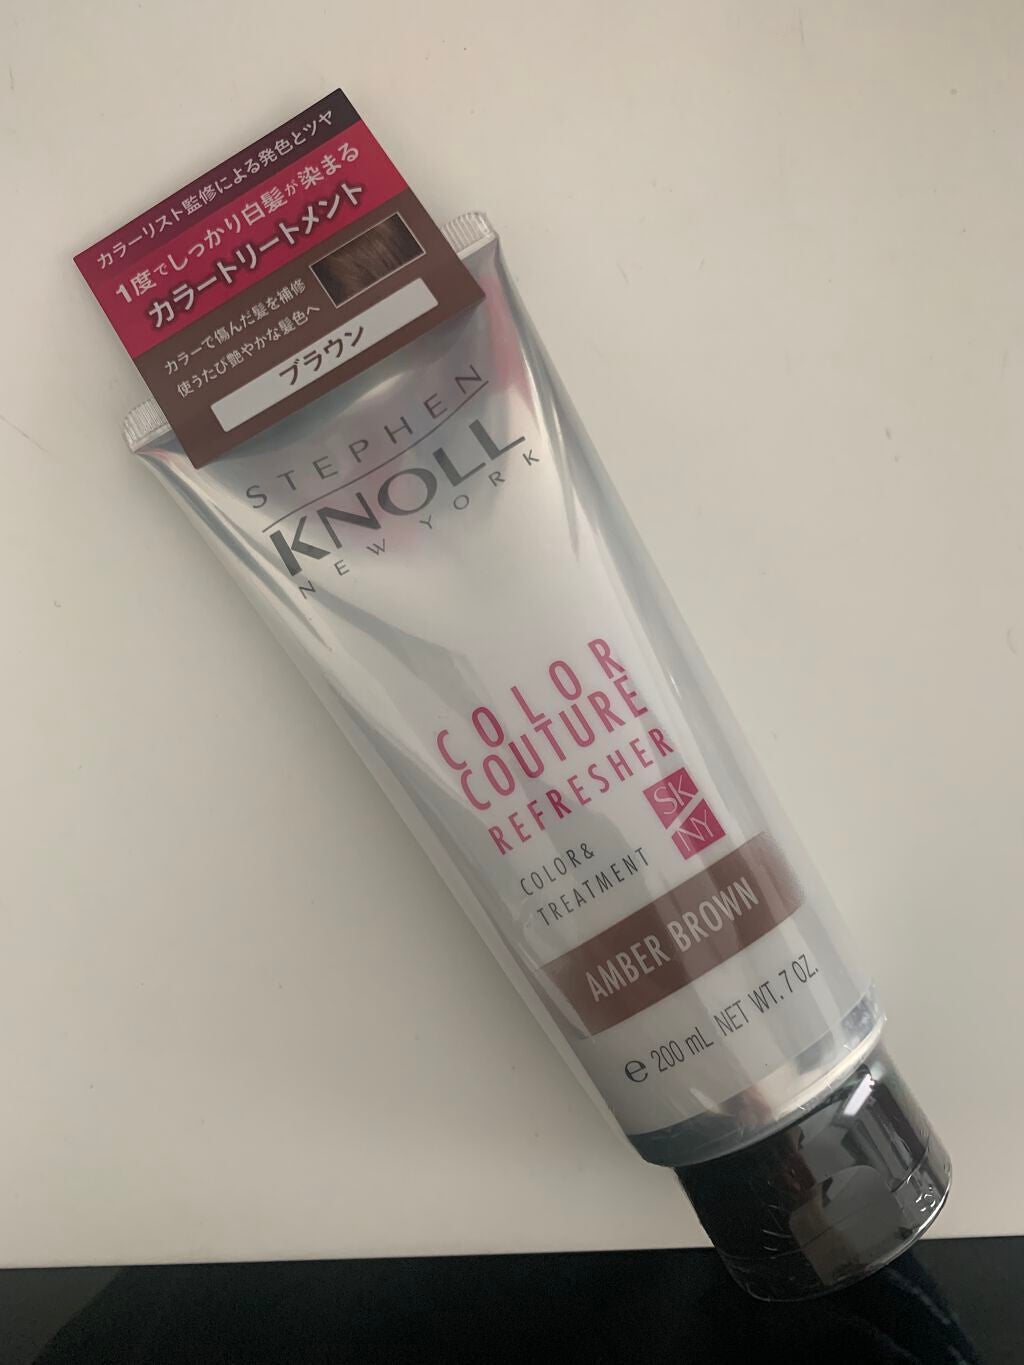 カラーリスト監修による発色とツヤ
1度でしっかり白髪が染まる
カラートリートメント
カラーで傷んだ髪を補修
使うたび艶やかな髪色へ
ブラウン
STEPHEN
KNOLL
NEW YORK
COLOR
COUTURE
REFRESHER
SK
NY
COLOR&
TREATMENT
AMBER BROWN
℮ 200 mL NET WT. 7 OZ.